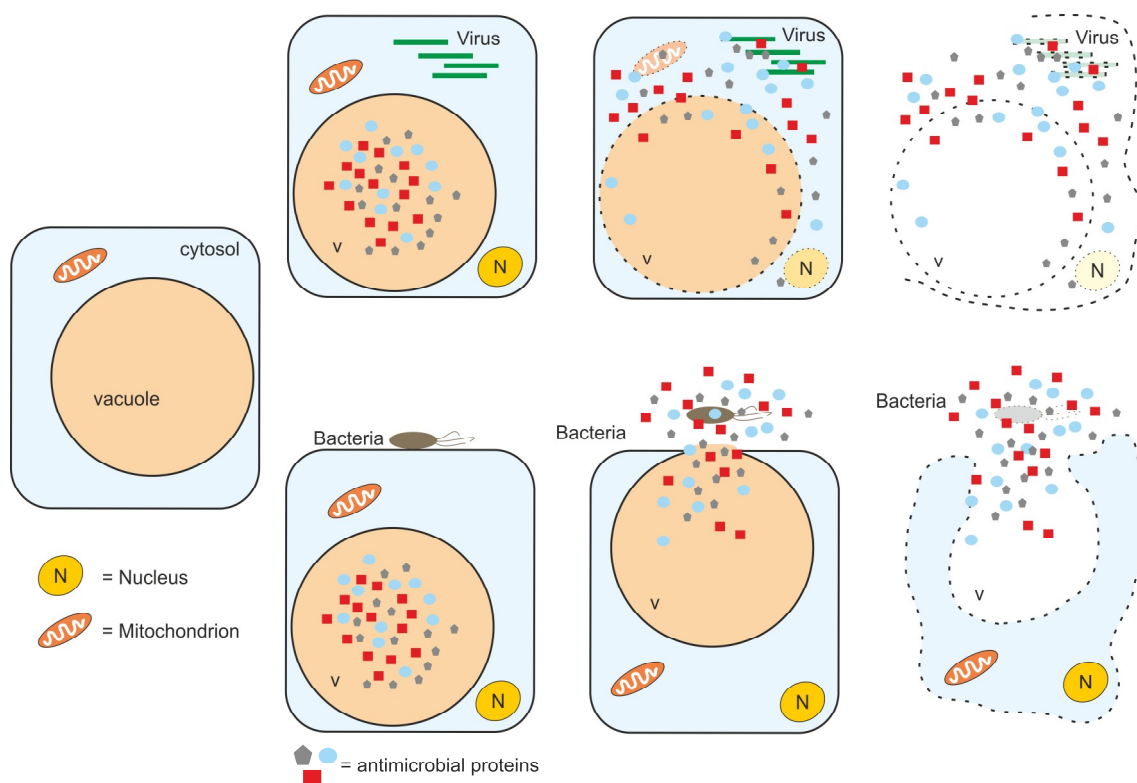 Virus
v
N
Virus
v
N
Virus
v
N
cytosol
vacuole
N = Nucleus
= Mitochondrion
Bacteria
v
N
Bacteria
v
N
Bacteria
v
N
= antimicrobial proteins